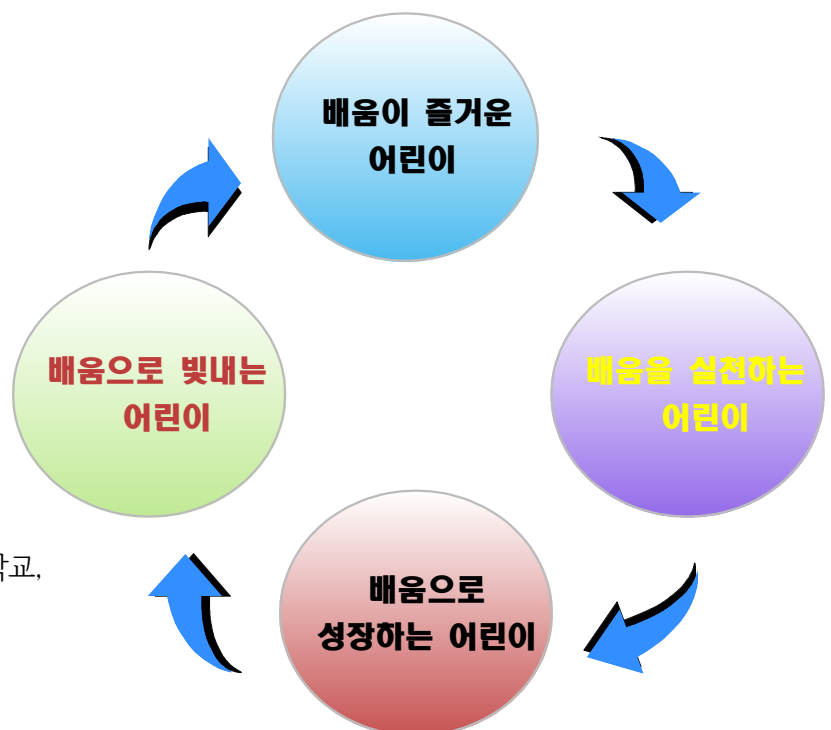 배움이 즐거운
어린이
배움으로 빛내는
어린이
배움을 실천하는
어린이
배움으로
성장하는 어린이
학교,